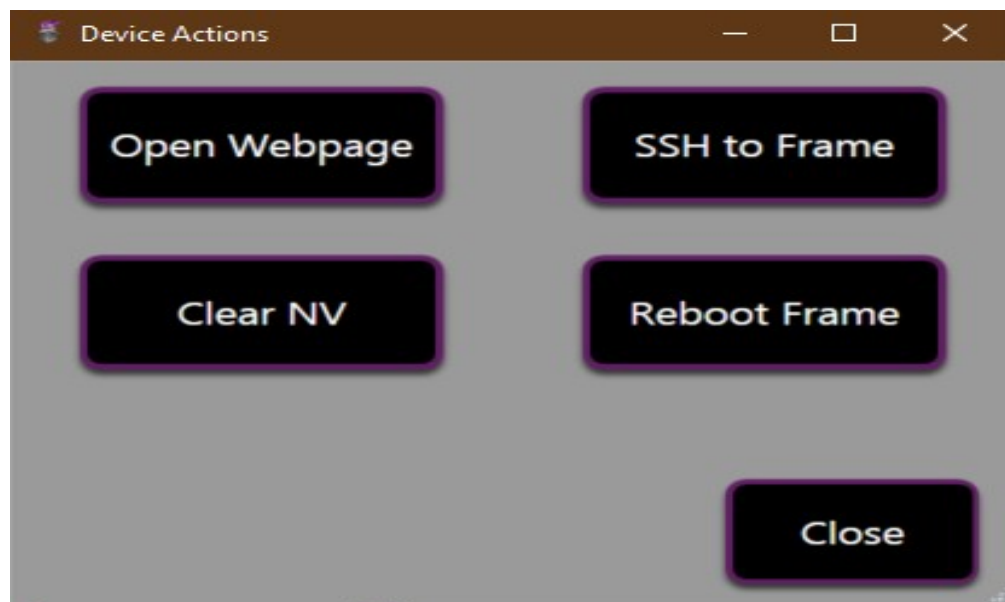 Device Actions
Open Webpage
SSH to Frame
Clear NV
Reboot Frame
Close